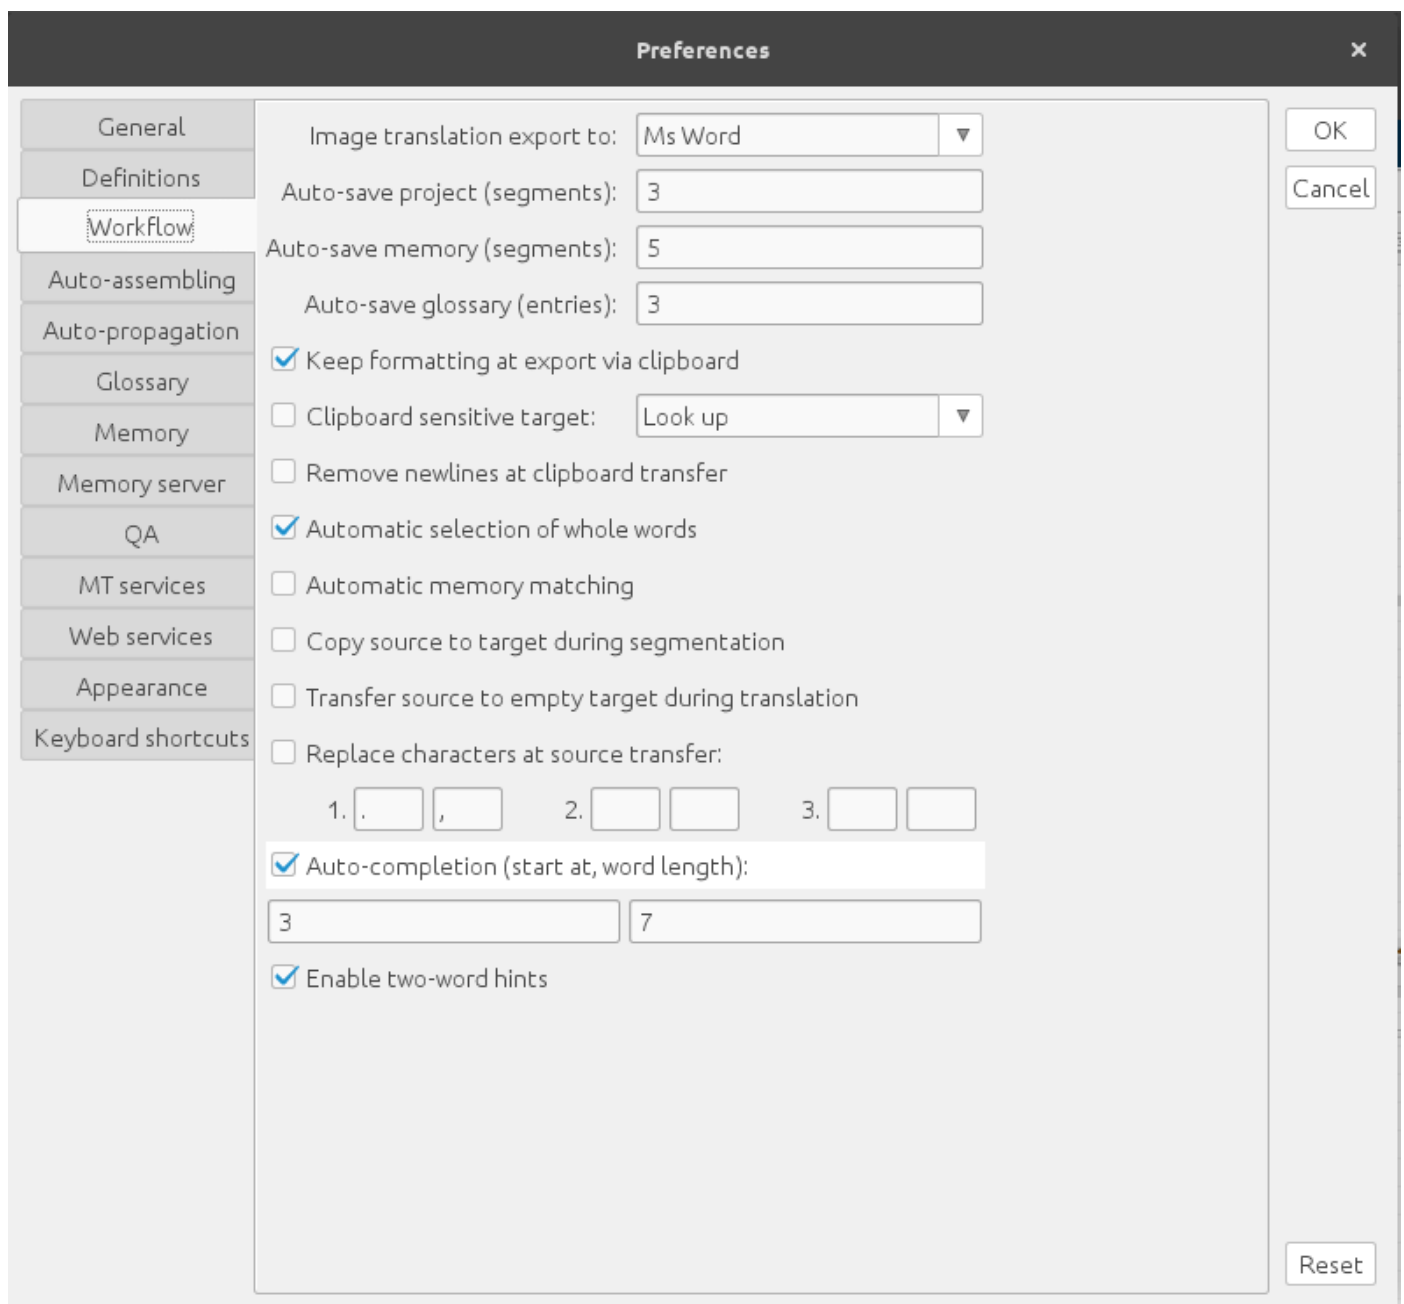 Preferences
General
Definitions
Workflow
Auto-assembling
Auto-propagation
Glossary
Memory
Memory server
QA
MT services
Web services
Appearance
Keyboard shortcuts
Image translation export to: Ms Word
Auto-save project (segments): 3
Auto-save memory (segments): 5
Auto-save glossary (entries): 3
Keep formatting at export via clipboard
Clipboard sensitive target: Look up
Remove newlines at clipboard transfer
Automatic selection of whole words
Automatic memory matching
Copy source to target during segmentation
Transfer source to empty target during translation
Replace characters at source transfer:
1. . , 2. 3.
Auto-completion (start at, word length):
3 7
Enable two-word hints
OK
Cancel
Reset